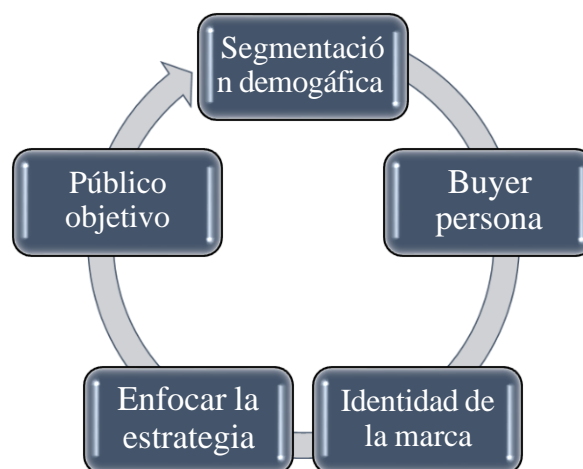 Segmentació
n demogáfica
Buyer
persona
Identidad de
la marca
Enfocar la
estrategia
Público
objetivo